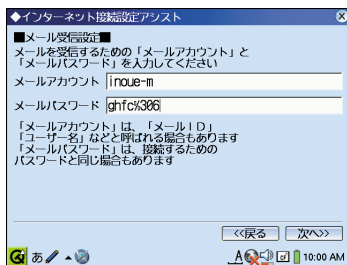 ◆インターネット接続設定アシスト
■メール受信設定■
メールを受信するための「メールアカウント」と
「メールパスワード」を入力してください
メールアカウント inoue-m
メールパスワード ghfc%306
「メールアカウント」は、「メールID」
「ユーザー名」などと呼ばれる場合もあります
「メールパスワード」は、接続するための
パスワードと同じ場合もあります
<<戻る 次へ>>
あ A 10:00 AM